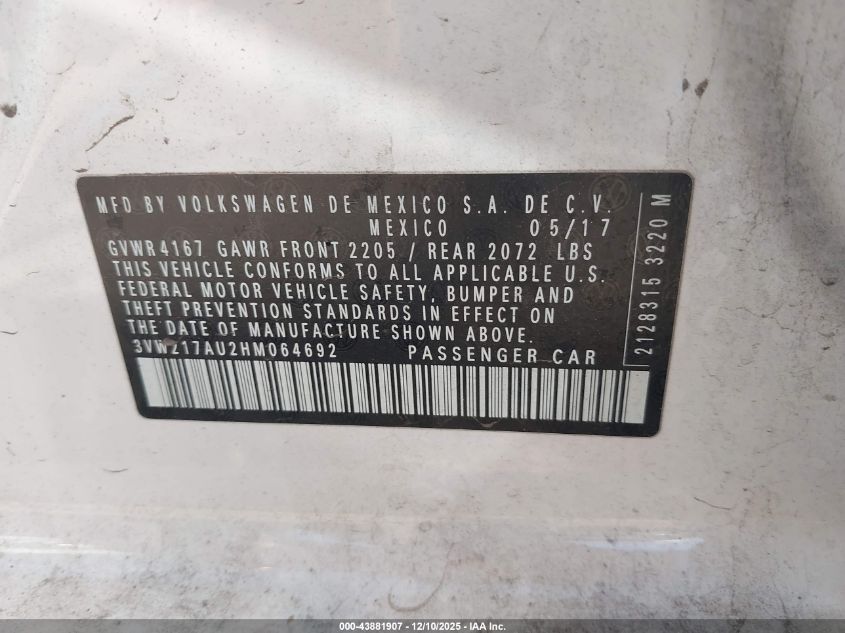 MFD BY VOLKSWAGEN DE MEXICO S.A. DE C.V.
MEXICO 05/17
GVWR 4167 GAWR FRONT 2205 / REAR 2072 LBS
THIS VEHICLE CONFORMS TO ALL APPLICABLE U.S.
FEDERAL MOTOR VEHICLE SAFETY, BUMPER AND
THEFT PREVENTION STANDARDS IN EFFECT ON
THE DATE OF MANUFACTURE SHOWN ABOVE.
3VW217AU2HM064692 PASSENGER CAR
2128315 3220 M
000-43881907 - 12/10/2025 - IAA Inc.